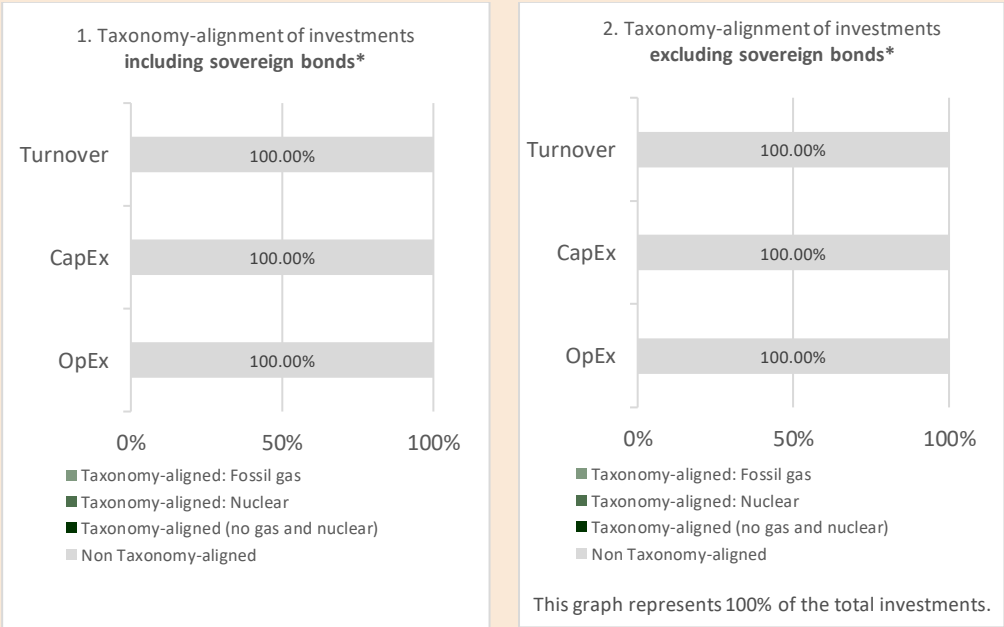 1. Taxonomy-alignment of investments
including sovereign bonds*
Turnover
100.00%
CapEx
100.00%
OpEx
100.00%
0% 50% 100%
Taxonomy-aligned: Fossil gas
Taxonomy-aligned: Nuclear
Taxonomy-aligned (no gas and nuclear)
Non Taxonomy-aligned
2. Taxonomy-alignment of investments
excluding sovereign bonds*
Turnover
100.00%
CapEx
100.00%
OpEx
100.00%
0% 50% 100%
Taxonomy-aligned: Fossil gas
Taxonomy-aligned: Nuclear
Taxonomy-aligned (no gas and nuclear)
Non Taxonomy-aligned
This graph represents 100% of the total investments.